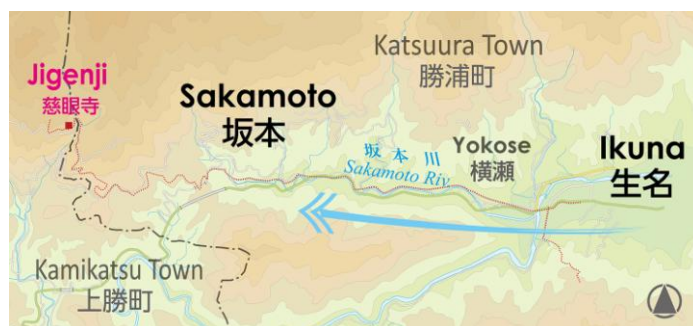 Katsuura Town
勝浦町
Jigenji
慈眼寺
Sakamoto
坂本
坂本川
Sakamoto Riv.
Yokose
横瀬
Ikuna
生名
Kamikatsu Town
上勝町